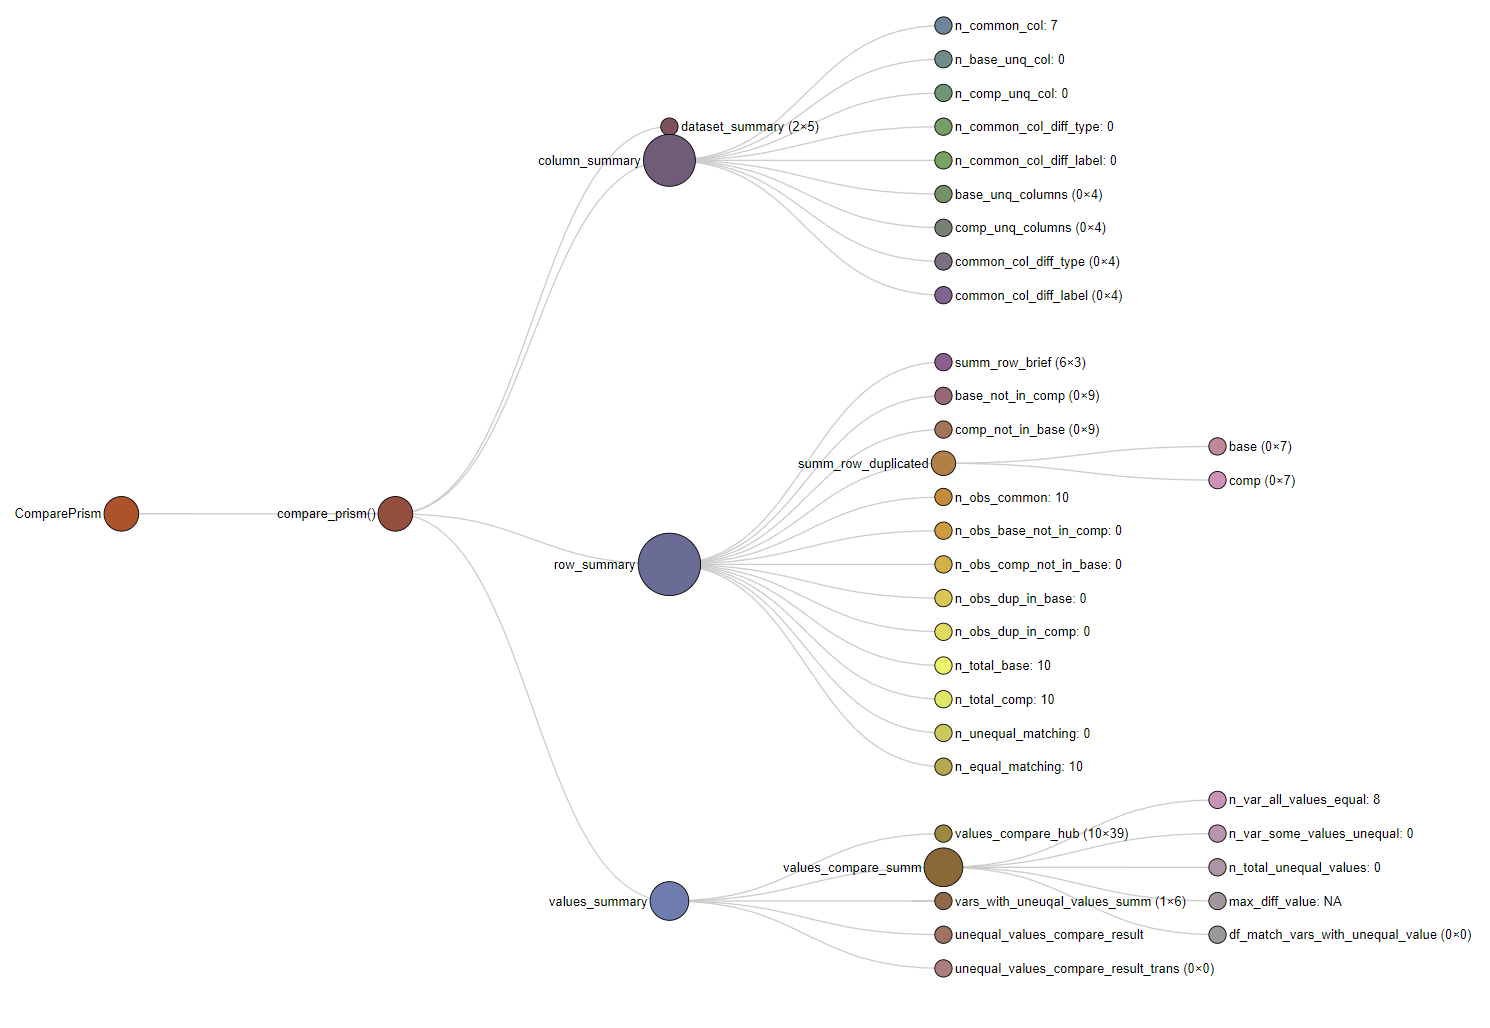 ComparePrism
compare_prism()
dataset_summary (2×5)
column_summary
n_common_col: 7
n_base_unq_col: 0
n_comp_unq_col: 0
n_common_col_diff_type: 0
n_common_col_diff_label: 0
base_unq_columns (0×4)
comp_unq_columns (0×4)
common_col_diff_type (0×4)
common_col_diff_label (0×4)
row_summary
summ_row_brief (6×3)
base_not_in_comp (0×9)
comp_not_in_base (0×9)
summ_row_duplicated
base (0×7)
comp (0×7)
n_obs_common: 10
n_obs_base_not_in_comp: 0
n_obs_comp_not_in_base: 0
n_obs_dup_in_base: 0
n_obs_dup_in_comp: 0
n_total_base: 10
n_total_comp: 10
n_unequal_matching: 0
n_equal_matching: 10
values_summary
values_compare_hub (10×39)
values_compare_summ
n_var_all_values_equal: 8
n_var_some_values_unequal: 0
n_total_unequal_values: 0
max_diff_value: NA
df_match_vars_with_unequal_value (0×0)
vars_with_uneuqal_values_summ (1×6)
unequal_values_compare_result
unequal_values_compare_result_trans (0×0)